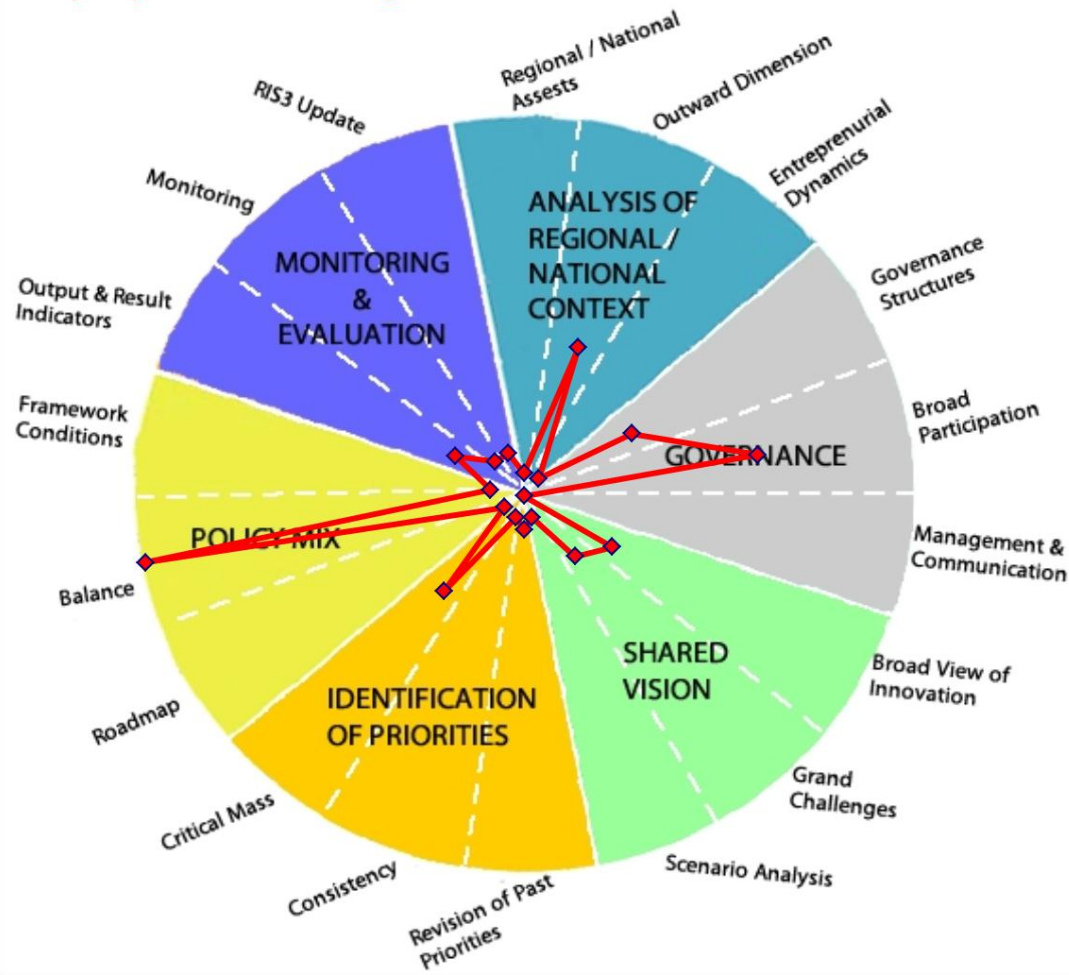 Regional / National
Assests
Outward Dimension
Entreprenurial
Dynamics
Governance
Structures
Broad
Participation
Management &
Communication
Broad View of
Innovation
Grand
Challenges
Scenario Analysis
Revision of Past
Priorities
Consistency
Critical Mass
Roadmap
Balance
Framework
Conditions
Output & Result
Indicators
Monitoring
RIS3 Update
ANALYSIS OF
REGIONAL /
NATIONAL
CONTEXT
GOVERNANCE
SHARED
VISION
IDENTIFICATION
OF PRIORITIES
POLICY MIX
MONITORING
&
EVALUATION